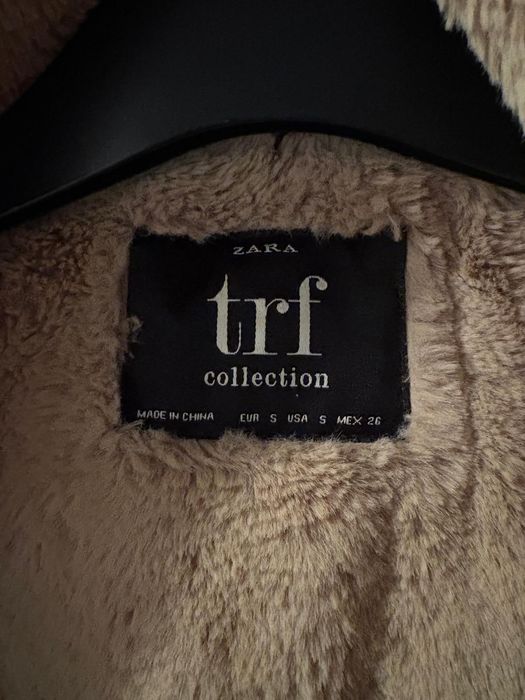 ZARA
trf
collection
MADE IN CHINA EUR S USA S MEX 26